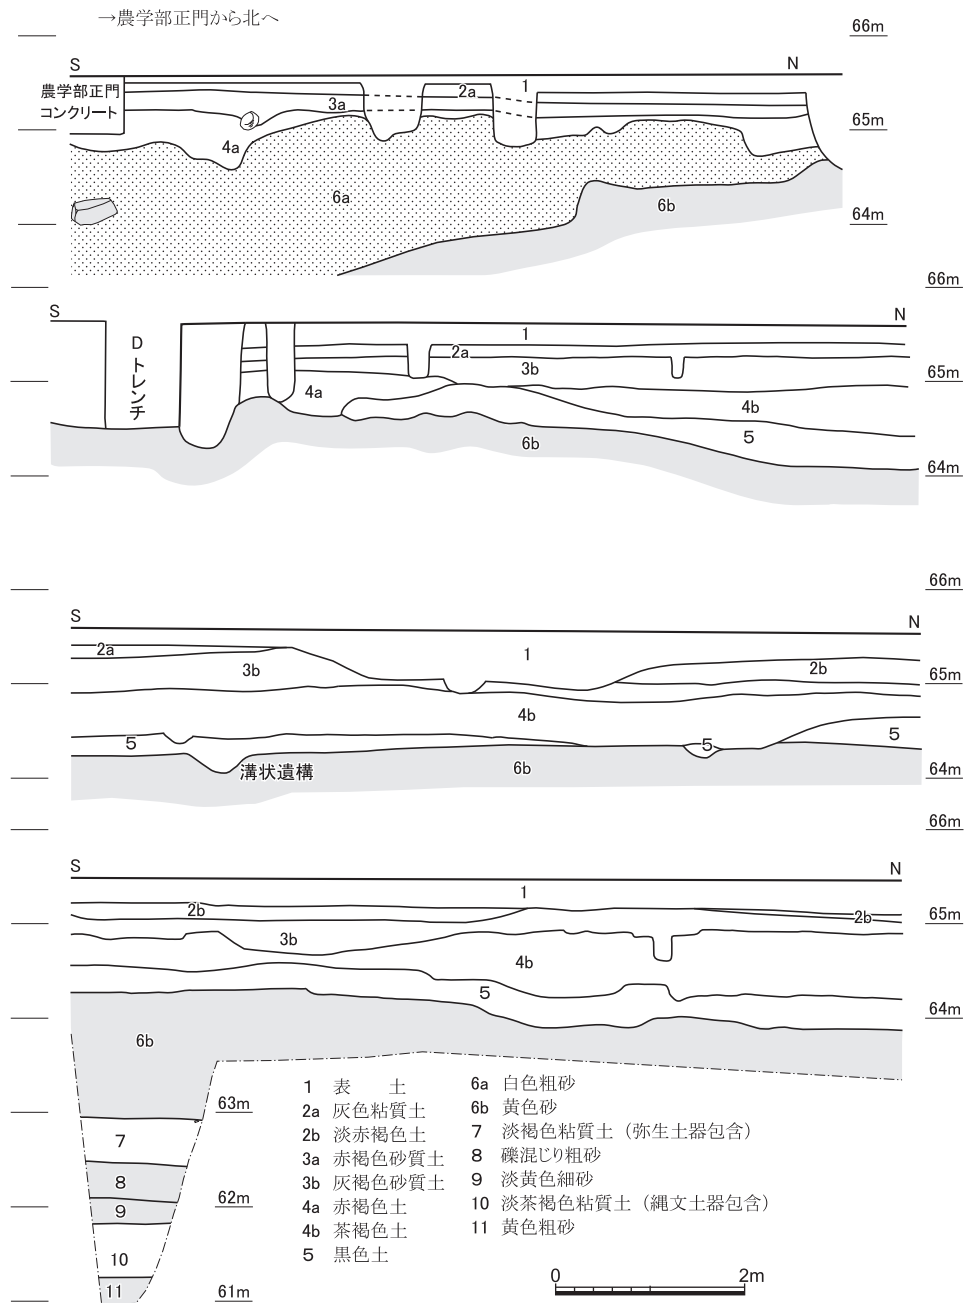 →農学部正門から北へ
66m
S
N
農学部正門
コンクリート
1
2a
3a
65m
4a
6a
6b
64m
66m
S
N
Dトレンチ
1
2a
3b
65m
4a
4b
5
6b
64m
66m
S
N
2a
1
3b
2b
65m
4b
5
5
5
溝状遺構
6b
64m
66m
S
N
1
2b
2b
65m
3b
4b
5
64m
6b
63m
7
8
62m
9
10
11
61m
1 表　　土
2a 灰色粘質土
2b 淡赤褐色土
3a 赤褐色砂質土
3b 灰褐色砂質土
4a 赤褐色土
4b 茶褐色土
5 黒色土
6a 白色粗砂
6b 黄色砂
7 淡褐色粘質土（弥生土器包含）
8 礫混じり粗砂
9 淡黄色細砂
10 淡茶褐色粘質土（縄文土器包含）
11 黄色粗砂
0 2m